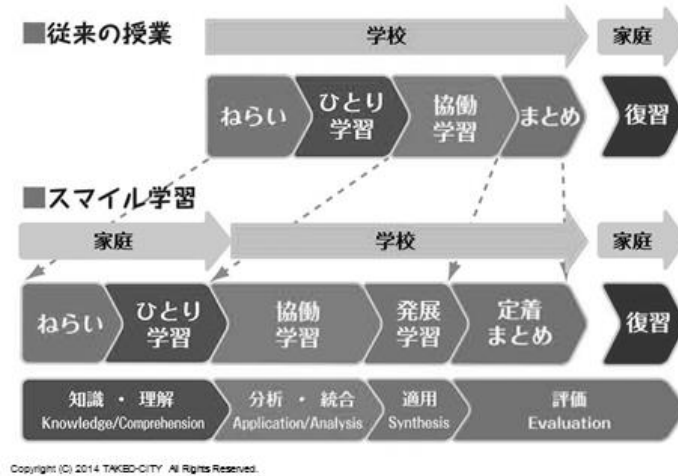 ■従来の授業
学校
家庭
ねらい
ひとり
学習
協働
学習
まとめ
復習
■スマイル学習
家庭
学校
家庭
ねらい
ひとり
学習
協働
学習
発展
学習
定着
まとめ
復習
知識 ・ 理解
Knowledge/Comprehension
分析 ・ 統合
Application/Analysis
適用
Synthesis
評価
Evaluation
Copyright (C) 2014 TAKEO-CITY All Rights Reserved.